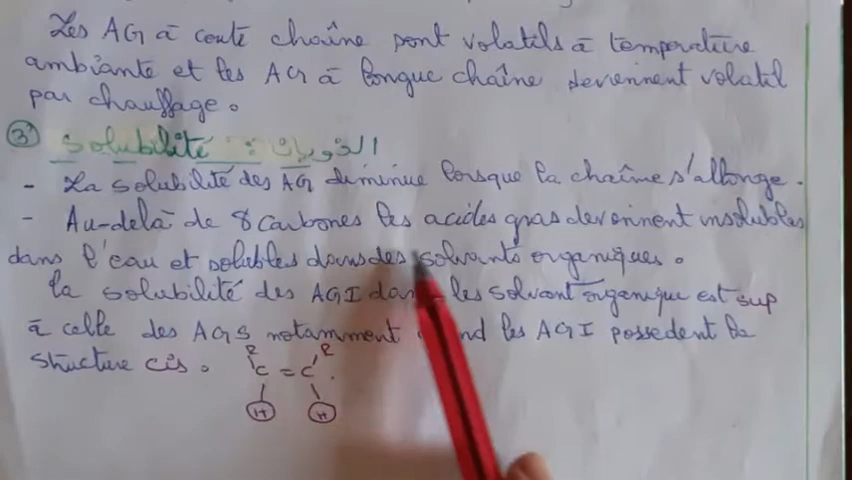 Les AG à courte chaîne sont volatils à température
ambiante et les AG à longue chaîne deviennent volatil
par chauffage.
3 Solubilité : الذوبان
- La solubilité des AG diminue lorsque la chaîne s'allonge.
- Au-delà de 8 carbones les acides gras deviennent insolubles
dans l'eau et solubles dans des solvants organiques.
la solubilité des AGI dans les solvant organique est sup
à celle des AGS notamment les AGI possedent la
structure cis.
R R
C = C
H H